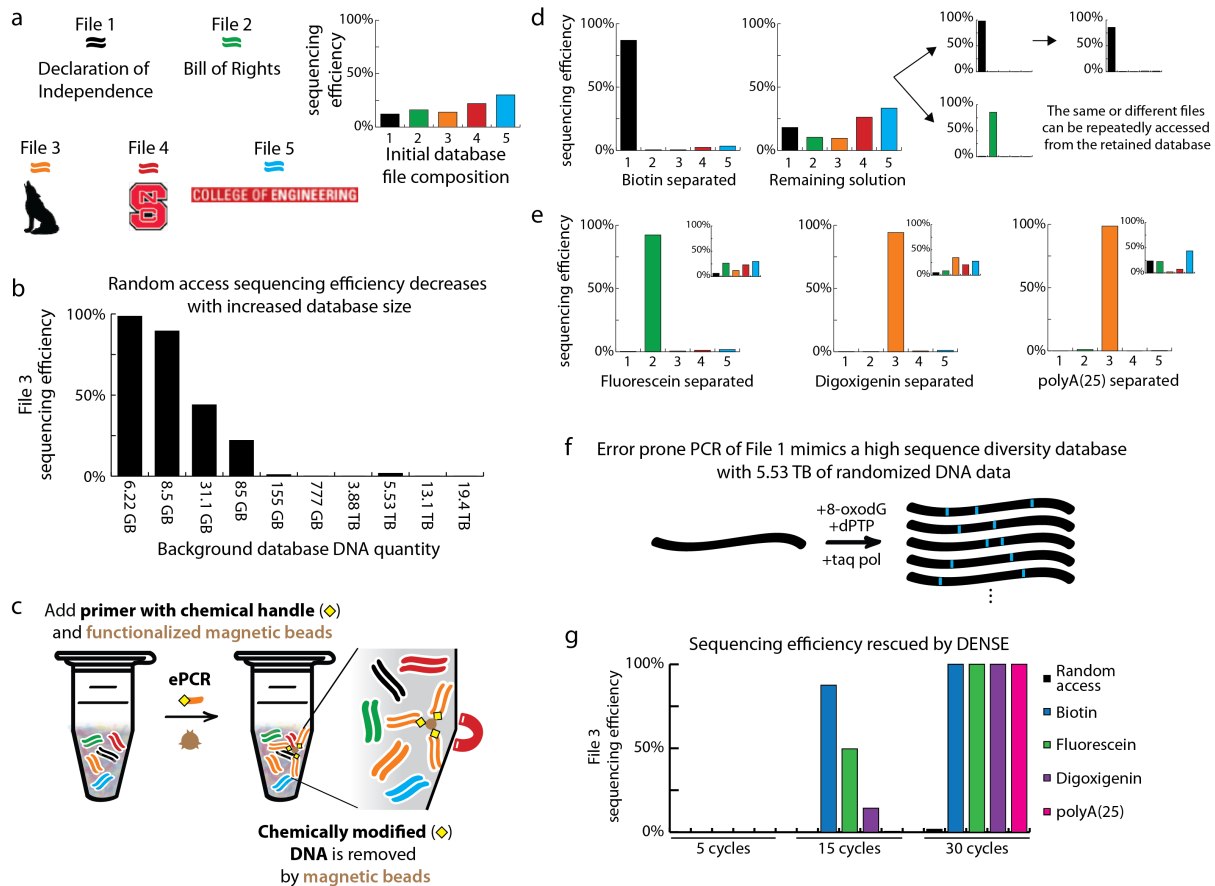 a
File 1
Declaration of
Independence
File 2
Bill of Rights
File 3
File 4
S
File 5
COLLEGE OF ENGINEERING
sequencing
efficiency
100%
50%
0%
1 2 3 4 5
Initial database
file composition
b
Random access sequencing efficiency decreases
with increased database size
File 3
sequencing efficiency
100%
50%
0%
6.22 GB
8.5 GB
31.1 GB
85 GB
155 GB
777 GB
3.88 TB
5.53 TB
13.1 TB
19.4 TB
Background database DNA quantity
c
Add primer with chemical handle ( )
and functionalized magnetic beads
ePCR
Chemically modified ( )
DNA is removed
by magnetic beads
d
sequencing efficiency
100%
50%
0%
1 2 3 4 5
Biotin separated
100%
50%
0%
1 2 3 4 5
Remaining solution
100%
50%
0%
100%
50%
0%
100%
50%
0%
The same or different files
can be repeatedly accessed
from the retained database
e
sequencing efficiency
100%
50%
0%
1 2 3 4 5
Fluorescein separated
100%
50%
0%
100%
50%
0%
1 2 3 4 5
Digoxigenin separated
100%
50%
0%
100%
50%
0%
1 2 3 4 5
polyA(25) separated
100%
50%
0%
f
Error prone PCR of File 1 mimics a high sequence diversity database
with 5.53 TB of randomized DNA data
+8-oxodG
+dPTP
+taq pol
g
Sequencing efficiency rescued by DENSE
File 3
sequencing efficiency
100%
50%
0%
5 cycles
15 cycles
30 cycles
Random
access
Biotin
Fluorescein
Digoxigenin
polyA(25)